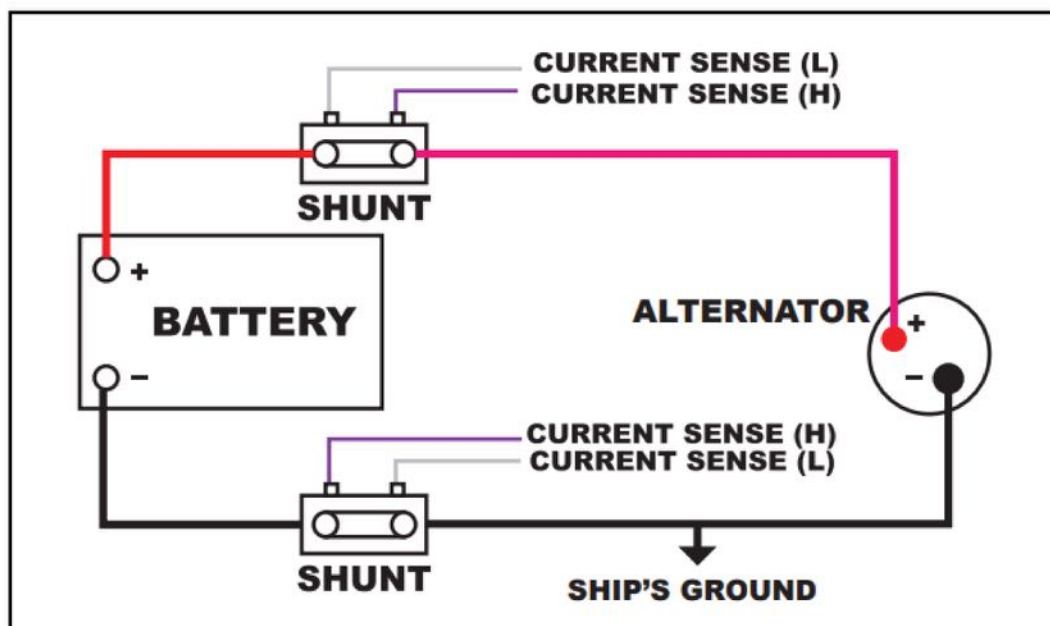 CURRENT SENSE (L)
CURRENT SENSE (H)
SHUNT
+
BATTERY
−
ALTERNATOR
+
−
CURRENT SENSE (H)
CURRENT SENSE (L)
SHUNT
SHIP'S GROUND